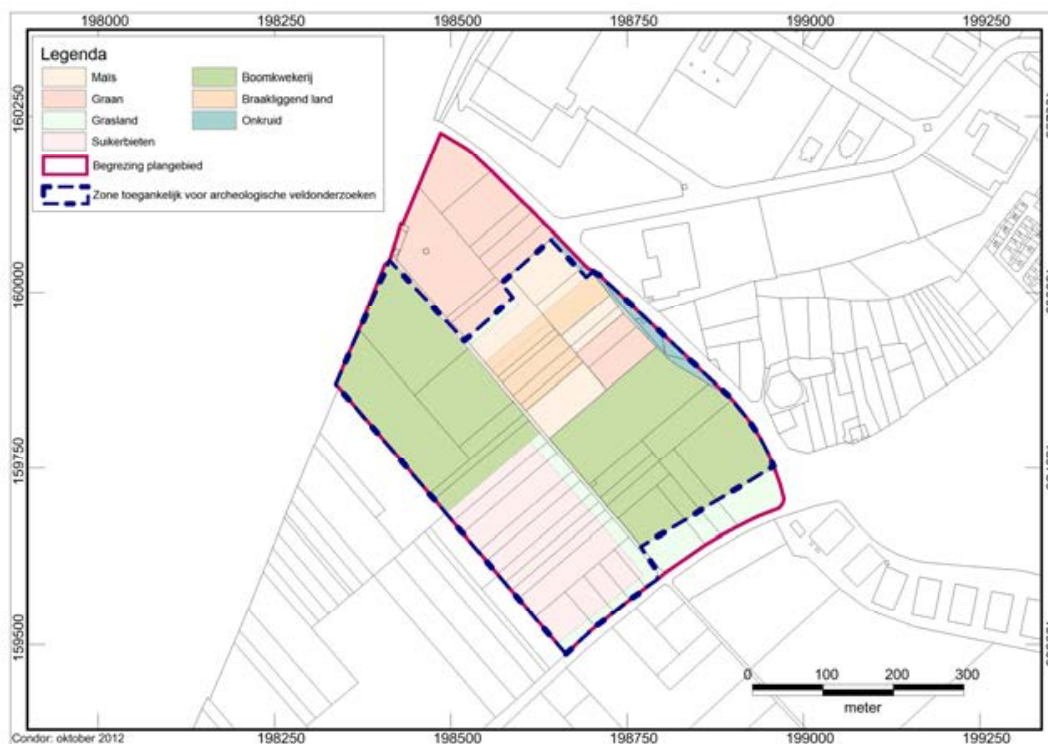 198000 198250 198500 198750 199000 199250
Legenda
Maïs
Boomkwekerij
Graan
Braakliggend land
Grasland
Onkruid
Suikerbieten
Begrezing plangebied
Zone toegankelijk voor archeologische veldonderzoeken
160250
160000
159750
159500
0 100 200 300
meter
Condor: oktober 2012
198000 198250 198500 198750 199000 199250